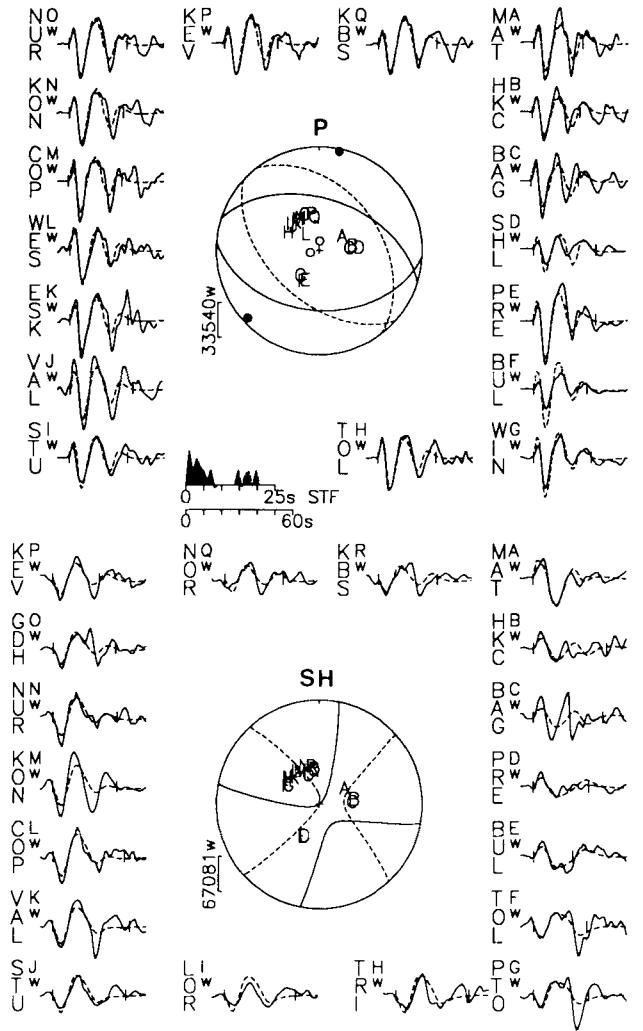 NUR O w
KEV P w
KBS Q w
MAT A w
KON N w
HKC B w
P
COP M w
BAG C w
WES L w
SHL D w
ESK K w
PRE E w
33540w
VAL J w
BUL F w
STU I w
TOL H w
WIN G w
0 25s STF
0 60s
KEV P w
NOR Q w
KBS R w
MAT A w
GDH O w
HKC B w
SH
NUR N w
BAG C w
KON M w
PRE D w
COP L w
BUL E w
67081w
VAL K w
TOL F w
STU J w
LOR I w
TRI H w
PTO G w